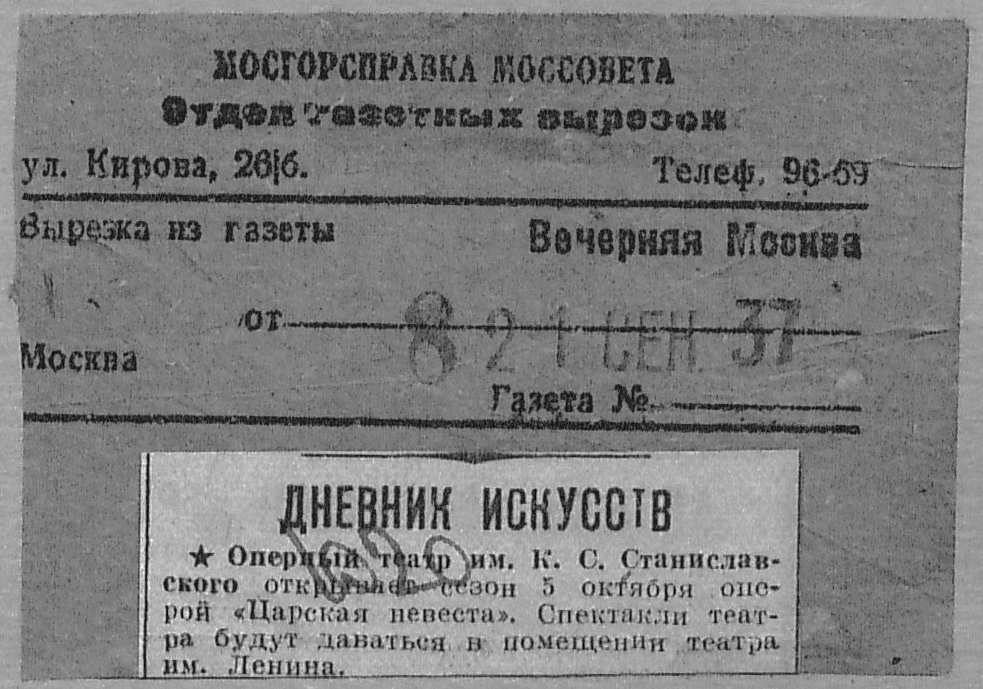 МОСГОРСПРАВКА МОССОВЕТА
Отдел газетных вырезок
ул. Кирова, 26/б.
Телеф. 96-69
Вырезка из газеты
Вечерняя Москва
от
8 21 СЕН 37
Москва
Газета №
ДНЕВНИК ИСКУССТВ
★ Оперный театр им. К. С. Станислав-
ского открывает сезон 5 октября опе-
рой «Царская невеста». Спектакли теат-
ра будут даваться в помещении театра
им. Ленина.